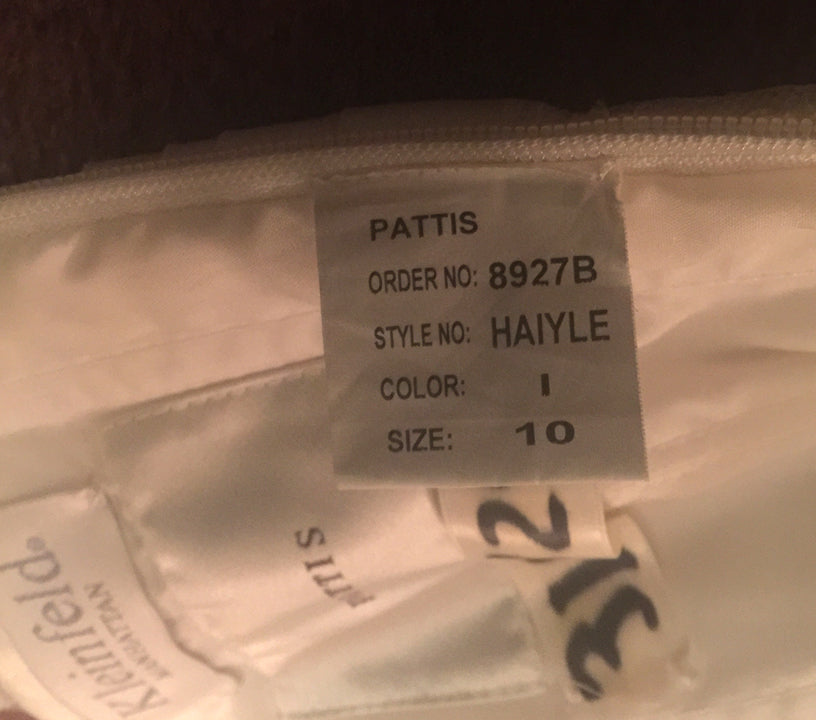 PATTIS
ORDER NO: 8927B
STYLE NO: HAIYLE
COLOR: I
SIZE: 10
Kleinfeld
MANHATTAN